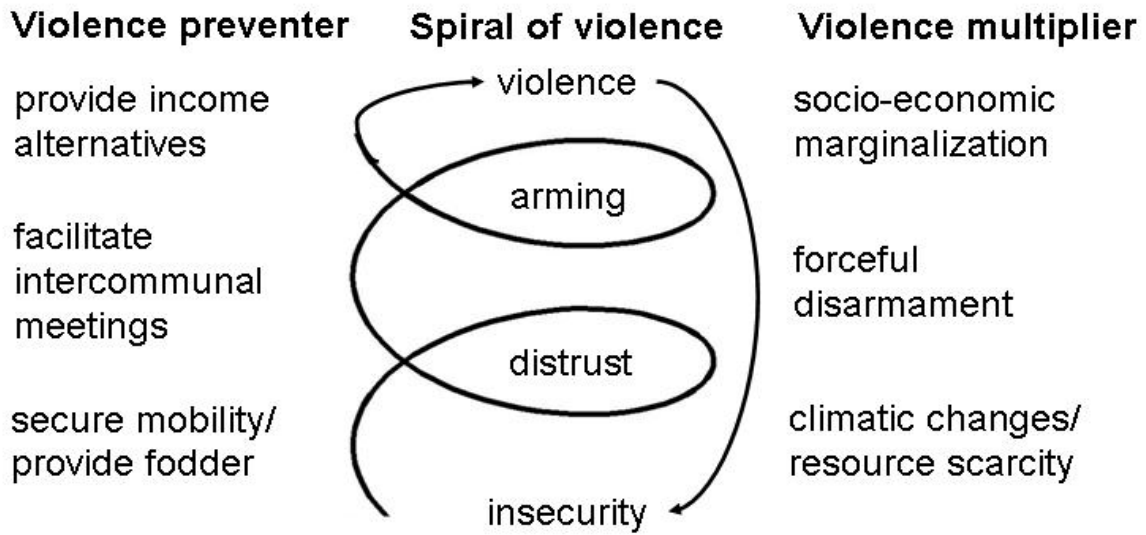 Violence preventer
provide income
alternatives
facilitate
intercommunal
meetings
secure mobility/
provide fodder
Spiral of violence
violence
arming
distrust
insecurity
Violence multiplier
socio-economic
marginalization
forceful
disarmament
climatic changes/
resource scarcity